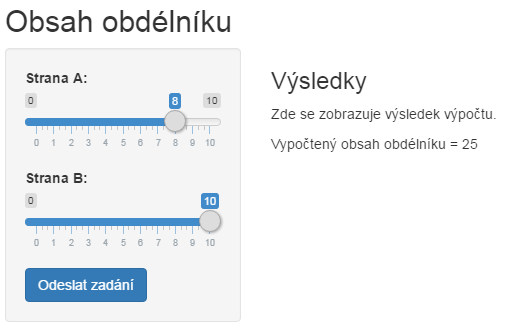 Obsah obdélníku
Strana A:
0 8 10
0 1 2 3 4 5 6 7 8 9 10
Strana B:
0 10
0 1 2 3 4 5 6 7 8 9 10
Odeslat zadání
Výsledky
Zde se zobrazuje výsledek výpočtu.
Vypočtený obsah obdélníku = 25